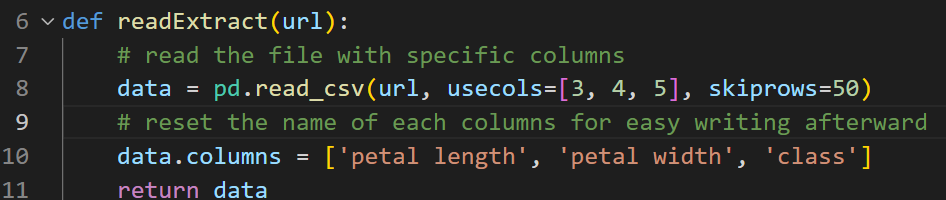 6 def readExtract(url):
7 # read the file with specific columns
8 data = pd.read_csv(url, usecols=[3, 4, 5], skiprows=50)
9 # reset the name of each columns for easy writing afterward
10 data.columns = ['petal length', 'petal width', 'class']
11 return data